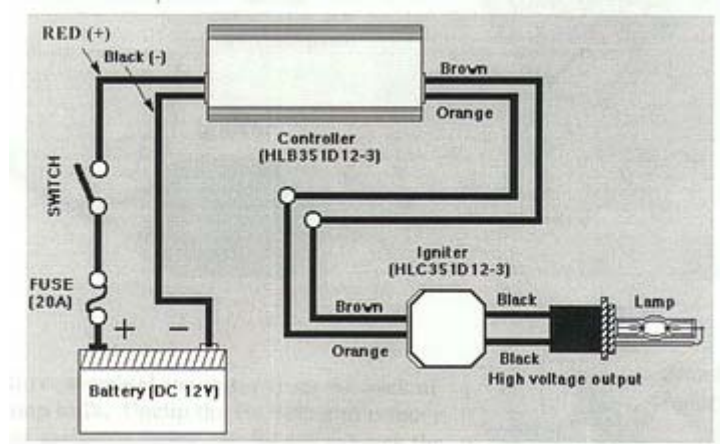 RED (+)
Black (-)
Brown
Orange
Controller
(HLB351D12-3)
SWITCH
Igniter
(HLC351D12-3)
FUSE
(20A)
Brown
Black
Lamp
+ −
Orange
Black
High voltage output
Battery (DC 12V)